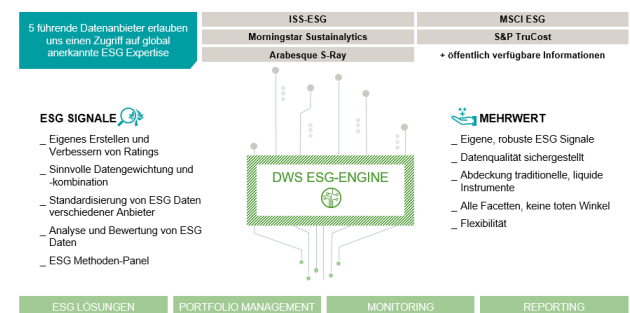 5 führende Datenanbieter erlauben
uns einen Zugriff auf global
anerkannte ESG Expertise
ISS-ESG
MSCI ESG
Morningstar Sustainalytics
S&P TruCost
Arabesque S-Ray
+ öffentlich verfügbare Informationen
ESG SIGNALE
_ Eigenes Erstellen und
Verbessern von Ratings
_ Sinnvolle Datengewichtung und
-kombination
_ Standardisierung von ESG Daten
verschiedener Anbieter
_ Analyse und Bewertung von ESG
Daten
_ ESG Methoden-Panel
DWS ESG-ENGINE
MEHRWERT
_ Eigene, robuste ESG Signale
_ Datenqualität sichergestellt
_ Abdeckung traditionelle, liquide
Instrumente
_ Alle Facetten, keine toten Winkel
_ Flexibilität
ESG LÖSUNGEN
PORTFOLIO MANAGEMENT
MONITORING
REPORTING